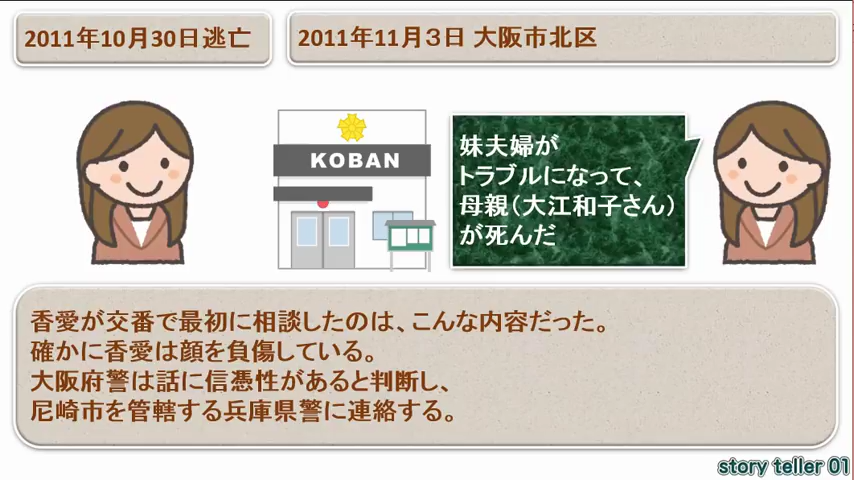 2011年10月30日逃亡
2011年11月３日 大阪市北区
KOBAN
妹夫婦が
トラブルになって、
母親（大江和子さん）
が死んだ
香愛が交番で最初に相談したのは、こんな内容だった。
確かに香愛は顔を負傷している。
大阪府警は話に信憑性があると判断し、
尼崎市を管轄する兵庫県警に連絡する。
story teller 01